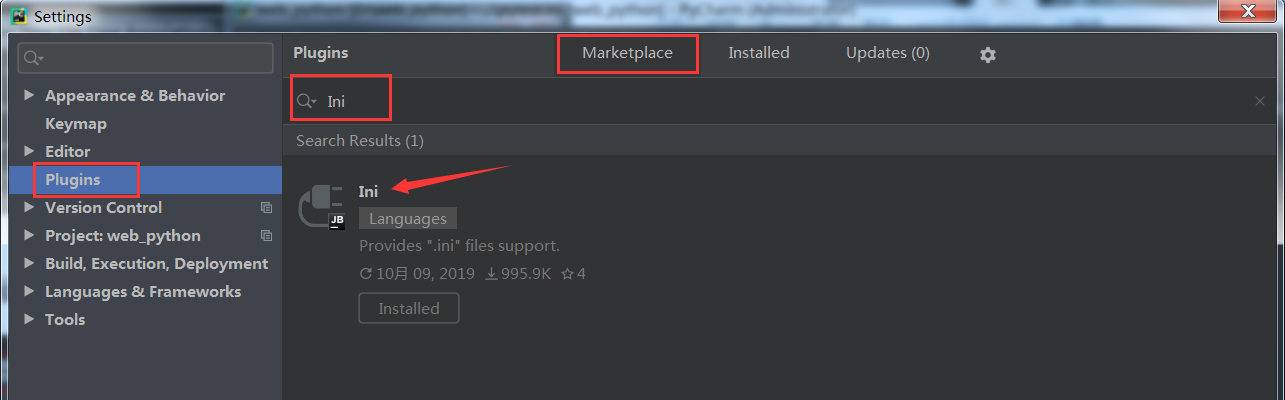 Settings
Plugins
Marketplace
Installed
Updates (0)
Ini
Appearance & Behavior
Keymap
Editor
Plugins
Version Control
Project: web_python
Build, Execution, Deployment
Languages & Frameworks
Tools
Search Results (1)
Ini
JB
Languages
Provides ".ini" files support.
10月 09, 2019 995.9K 4
Installed